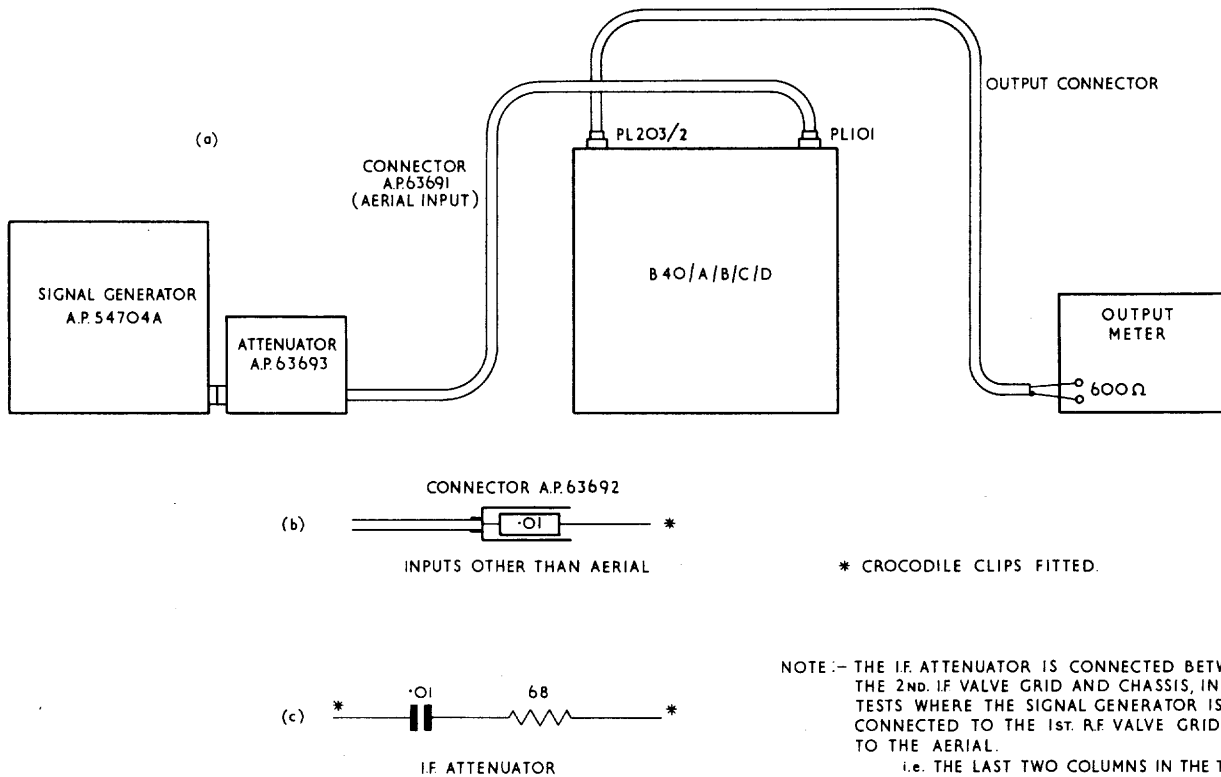 (a)
OUTPUT CONNECTOR
PL203/2
PL101
CONNECTOR
A.P.63691
(AERIAL INPUT)
B40/A/B/C/D
SIGNAL GENERATOR
A.P. 54704A
ATTENUATOR
A.P. 63693
OUTPUT
METER
600Ω
CONNECTOR A.P. 63692
(b)
·01
*
INPUTS OTHER THAN AERIAL
* CROCODILE CLIPS FITTED.
(c)
*
·01
68
*
I.F. ATTENUATOR
NOTE :– THE I.F. ATTENUATOR IS CONNECTED
THE 2ND. I.F VALVE GRID AND CHASSIS, IN
TESTS WHERE THE SIGNAL GENERATOR IS
CONNECTED TO THE 1ST. R.F. VALVE GRID
TO THE AERIAL.
i.e. THE LAST TWO COLUMNS IN THE